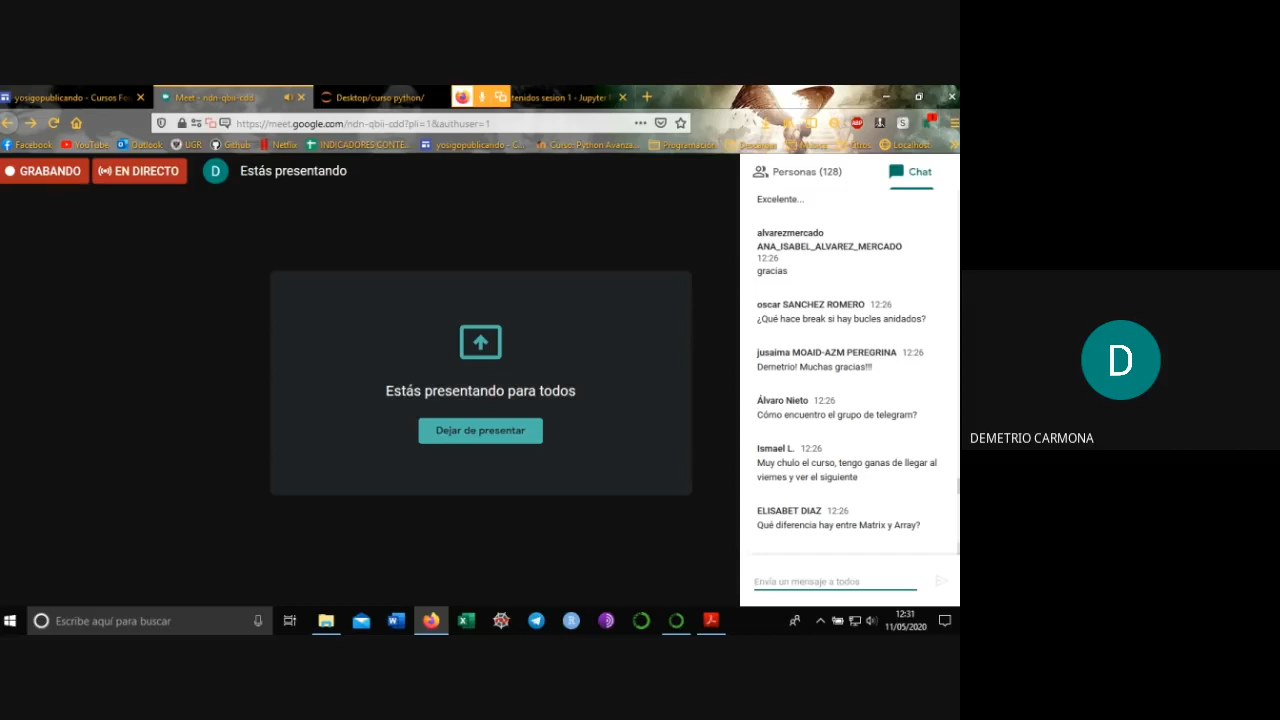 yosigopublicando - Cursos Fo
Meet - ndn-qbii-cdd
Desktop/curso python/
tenidos sesion 1 - Jupyter
https://meet.google.com/ndn-qbii-cdd?pli=1&authuser=1
ABP
S
Facebook
YouTube
Outlook
UGR
Github
Netflix
INDICADORES CONTE...
yosigopublicando - C...
Curso: Python Avanza...
Programación
Descargas
Música
Localhost
GRABANDO
EN DIRECTO
D
Estás presentando
Personas (128)
Chat
Excelente...
alvarezmercado
ANA_ISABEL_ALVAREZ_MERCADO
12:26
gracias
oscar SANCHEZ ROMERO 12:26
¿Qué hace break si hay bucles anidados?
jusaima MOAID-AZM PEREGRINA 12:26
Demetrio! Muchas gracias!!!
Álvaro Nieto 12:26
Cómo encuentro el grupo de telegram?
Ismael L. 12:26
Muy chulo el curso, tengo ganas de llegar al
viernes y ver el siguiente
ELISABET DIAZ 12:26
Qué diferencia hay entre Matrix y Array?
Envía un mensaje a todos
Estás presentando para todos
Dejar de presentar
D
DEMETRIO CARMONA
Escribe aquí para buscar
12:31
11/05/2020